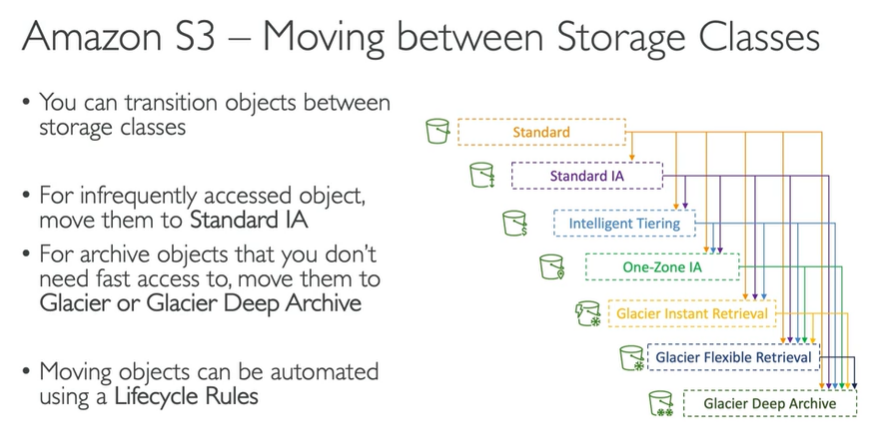 Amazon S3 – Moving between Storage Classes
• You can transition objects between
storage classes
• For infrequently accessed object,
move them to Standard IA
• For archive objects that you don't
need fast access to, move them to
Glacier or Glacier Deep Archive
• Moving objects can be automated
using a Lifecycle Rules
Standard
Standard IA
Intelligent Tiering
One-Zone IA
Glacier Instant Retrieval
Glacier Flexible Retrieval
Glacier Deep Archive